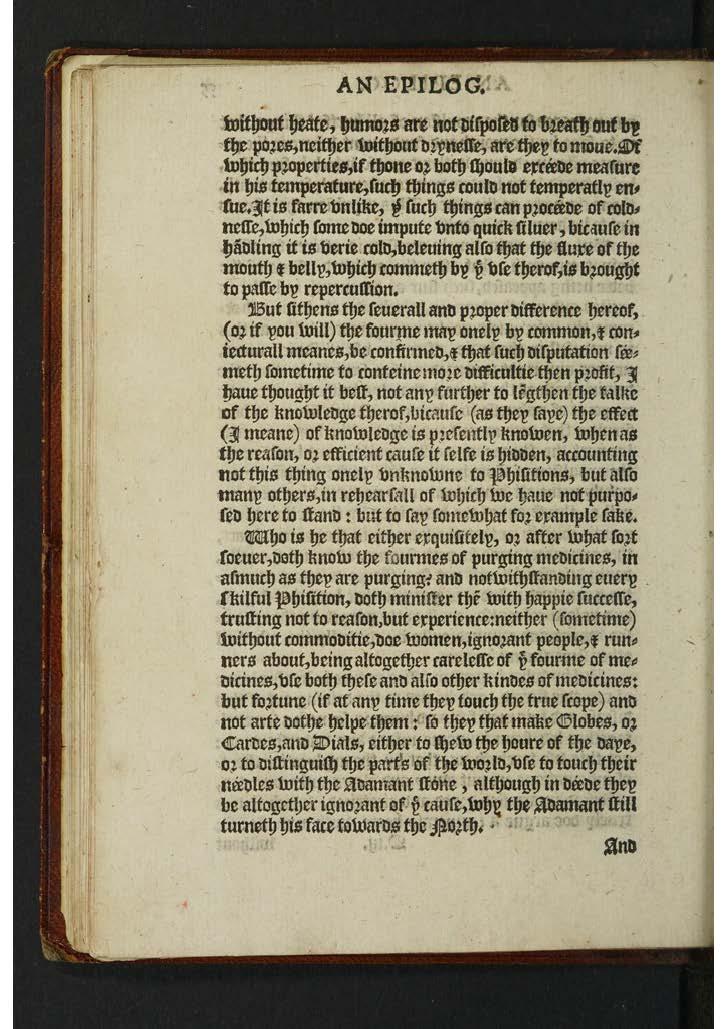 AN EPILOG.
without heate, humors are not disposed to breath out by
the pores, neither without drynesse, are they to moue. Of
which properties, if thone or both should excéede measure
in his temperature, such things could not temperatly en-
sue. It is farre vnlike, yͭ such things can procéede of cold-
nesse, which some doe impute vnto quick siluer, bicause in
hãdling it is verie cold, beleuing also that the fluxe of the
mouth & belly, which commeth by yͤ vse therof, is brought
to passe by repercussion.
But sithens the seuerall and proper difference hereof,
(or if you will) the fourme may onely by common, & con-
iecturall meanes, be confirmed, & that such disputation sée-
meth sometime to conteine more difficultie then profit, I
haue thought it best, not any further to lẽgthen the talke
of the knowledge therof, bicause (as they saye) the effect
(I meane) of knowledge is presently knowen, when as
the reason, or efficient cause it selfe is hidden, accounting
not this thing onely vnknowne to Phisitions, but also
many others, in rehearsall of which we haue not purpo-
sed here to stand: but to say somewhat for example sake.
Who is he that either exquisitely, or after what sort
soeuer, doth know the fourmes of purging medicines, in
asmuch as they are purging? and notwithstanding euery
skilful Phisition, doth minister thẽ with happie successe,
trusting not to reason, but experience: neither (sometime)
without commoditie, doe women, ignorant people, & run-
ners about, being altogether carelesse of yͤ fourme of me-
dicines, vse both these and also other kindes of medicines:
but fortune (if at any time they touch the true scope) and
not arte dothe helpe them: so they that make Globes, or
Cardes, and Dials, either to shew the houre of the daye,
or to distinguish the parts of the world, vse to touch their
néedles with the Adamant stone, although in déede they
be altogether ignorant of yͤ cause, why the Adamant still
turneth his face towards the North.
And